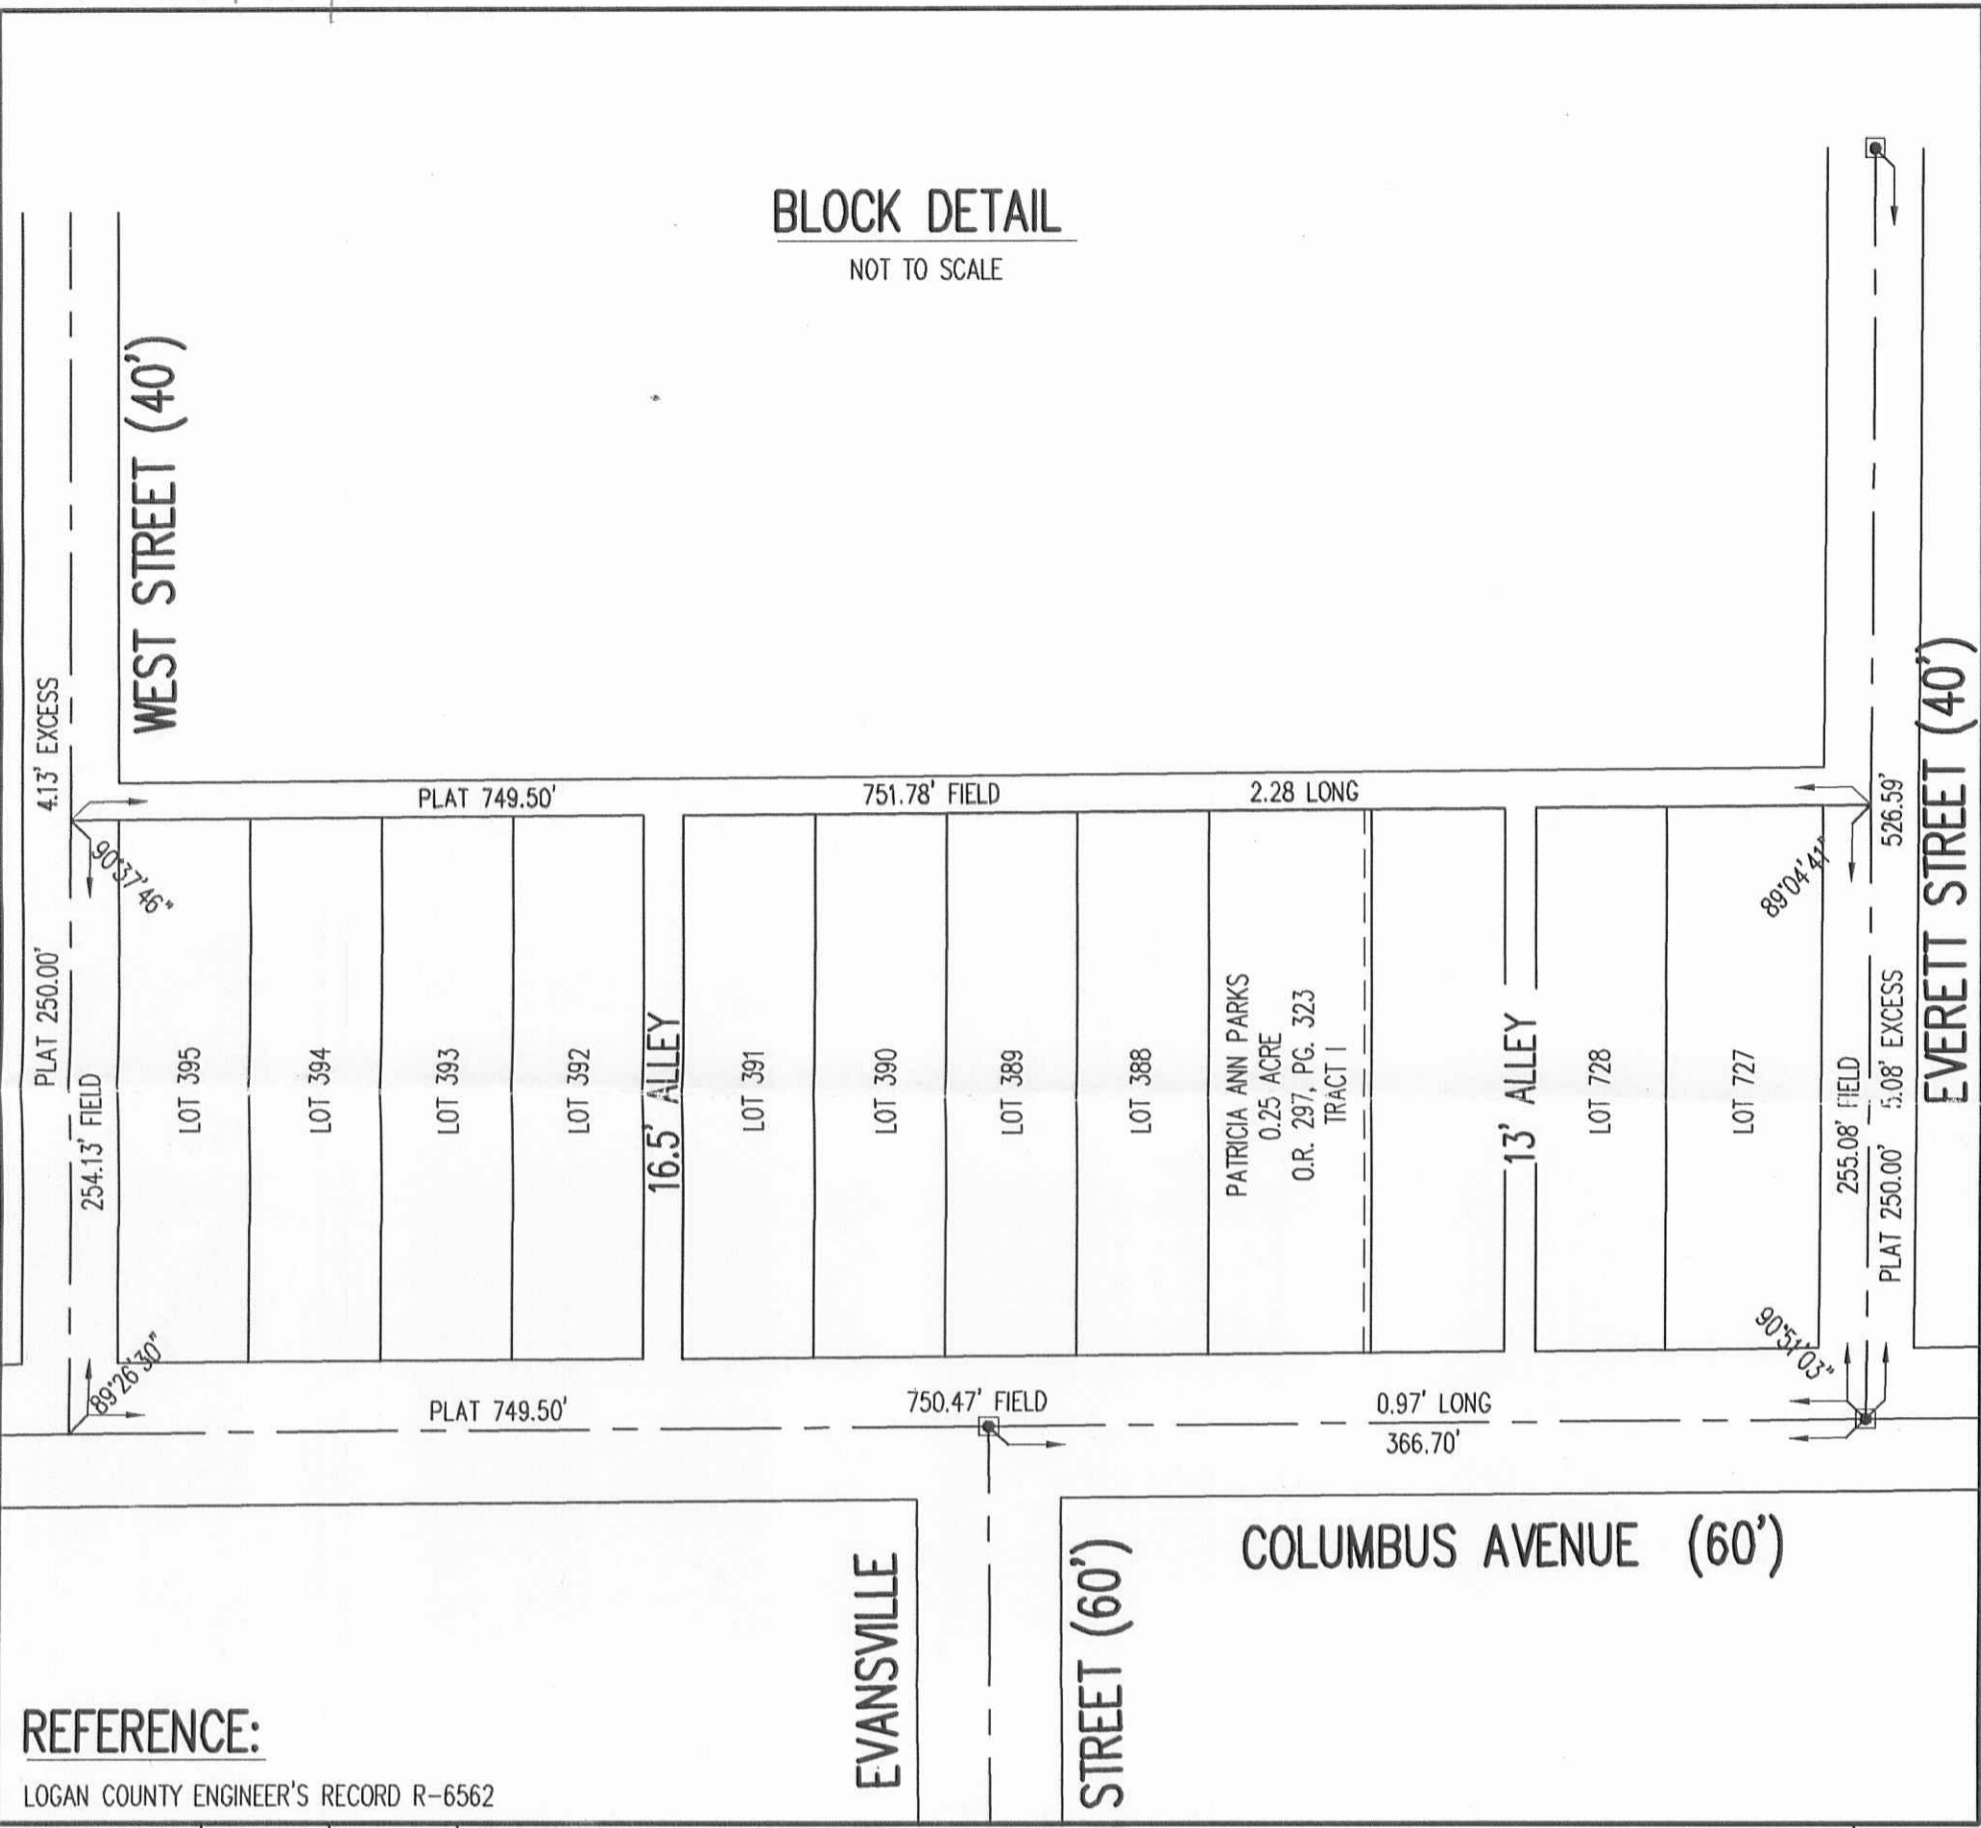 BLOCK DETAIL
NOT TO SCALE
WEST STREET (40')
4.13' EXCESS
PLAT 250.00'
254.13' FIELD
PLAT 749.50'
751.78' FIELD
2.28 LONG
90°37'46"
89°04'41"
526.59'
EVERETT STREET (40')
5.08' EXCESS
PLAT 250.00'
255.08' FIELD
LOT 395
LOT 394
LOT 393
LOT 392
16.5' ALLEY
LOT 391
LOT 390
LOT 389
LOT 388
PATRICIA ANN PARKS
0.25 ACRE
O.R. 297, PG. 323
TRACT I
13' ALLEY
LOT 728
LOT 727
89°26'30"
90°51'03"
PLAT 749.50'
750.47' FIELD
0.97' LONG
366.70'
COLUMBUS AVENUE (60')
EVANSVILLE
STREET (60')
REFERENCE:
LOGAN COUNTY ENGINEER'S RECORD R-6562